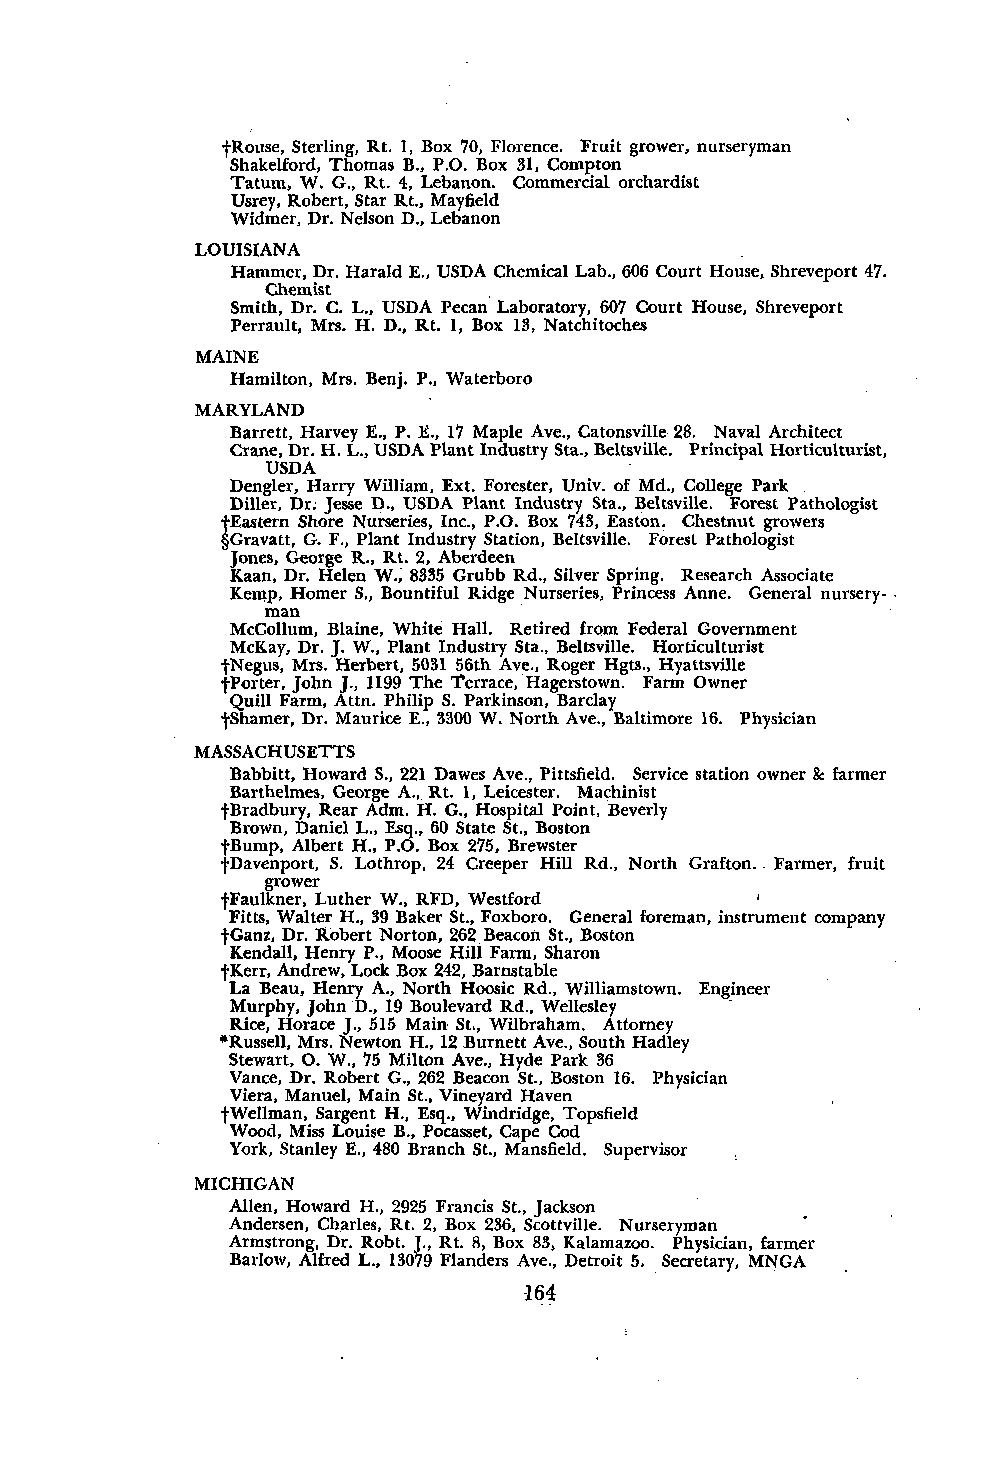 †Rouse, Sterling, Rt. 1, Box 70, Florence. Fruit grower, nurseryman
Shakelford, Thomas B., P.O. Box 31, Compton
Tatum, W. G., Rt. 4, Lebanon. Commercial orchardist
Usrey, Robert, Star Rt., Mayfield
Widmer, Dr. Nelson D., Lebanon
LOUISIANA
Hammer, Dr. Harald E., USDA Chemical Lab., 606 Court House, Shreveport 47.
Chemist
Smith, Dr. C. L., USDA Pecan Laboratory, 607 Court House, Shreveport
Perrault, Mrs. H. D., Rt. 1, Box 13, Natchitoches
MAINE
Hamilton, Mrs. Benj. P., Waterboro
MARYLAND
Barrett, Harvey E., P. E., 17 Maple Ave., Catonsville 28. Naval Architect
Crane, Dr. H. L., USDA Plant Industry Sta., Beltsville. Principal Horticulturist,
USDA
Dengler, Harry William, Ext. Forester, Univ. of Md., College Park
Diller, Dr. Jesse D., USDA Plant Industry Sta., Beltsville. Forest Pathologist
†Eastern Shore Nurseries, Inc., P.O. Box 743, Easton. Chestnut growers
§Gravatt, G. F., Plant Industry Station, Beltsville. Forest Pathologist
Jones, George R., Rt. 2, Aberdeen
Kaan, Dr. Helen W., 8335 Grubb Rd., Silver Spring. Research Associate
Kemp, Homer S., Bountiful Ridge Nurseries, Princess Anne. General nursery-
man
McCollum, Blaine, White Hall. Retired from Federal Government
McKay, Dr. J. W., Plant Industry Sta., Beltsville. Horticulturist
†Negus, Mrs. Herbert, 5031 56th Ave., Roger Hgts., Hyattsville
†Porter, John J., 1199 The Terrace, Hagerstown. Farm Owner
Quill Farm, Attn. Philip S. Parkinson, Barclay
†Shamer, Dr. Maurice E., 3300 W. North Ave., Baltimore 16. Physician
MASSACHUSETTS
Babbitt, Howard S., 221 Dawes Ave., Pittsfield. Service station owner & farmer
Barthelmes, George A., Rt. 1, Leicester. Machinist
†Bradbury, Rear Adm. H. G., Hospital Point, Beverly
Brown, Daniel L., Esq., 60 State St., Boston
†Bump, Albert H., P.O. Box 275, Brewster
†Davenport, S. Lothrop, 24 Creeper Hill Rd., North Grafton. Farmer, fruit
grower
†Faulkner, Luther W., RFD, Westford
Fitts, Walter H., 39 Baker St., Foxboro. General foreman, instrument company
†Ganz, Dr. Robert Norton, 262 Beacon St., Boston
Kendall, Henry P., Moose Hill Farm, Sharon
†Kerr, Andrew, Lock Box 242, Barnstable
La Beau, Henry A., North Hoosic Rd., Williamstown. Engineer
Murphy, John D., 19 Boulevard Rd., Wellesley
Rice, Horace J., 515 Main St., Wilbraham. Attorney
*Russell, Mrs. Newton H., 12 Burnett Ave., South Hadley
Stewart, O. W., 75 Milton Ave., Hyde Park 36
Vance, Dr. Robert G., 262 Beacon St., Boston 16. Physician
Viera, Manuel, Main St., Vineyard Haven
†Wellman, Sargent H., Esq., Windridge, Topsfield
Wood, Miss Louise B., Pocasset, Cape Cod
York, Stanley E., 480 Branch St., Mansfield. Supervisor
MICHIGAN
Allen, Howard H., 2925 Francis St., Jackson
Andersen, Charles, Rt. 2, Box 236, Scottville. Nurseryman
Armstrong, Dr. Robt. J., Rt. 8, Box 83, Kalamazoo. Physician, farmer
Barlow, Alfred L., 13079 Flanders Ave., Detroit 5. Secretary, MNGA
164